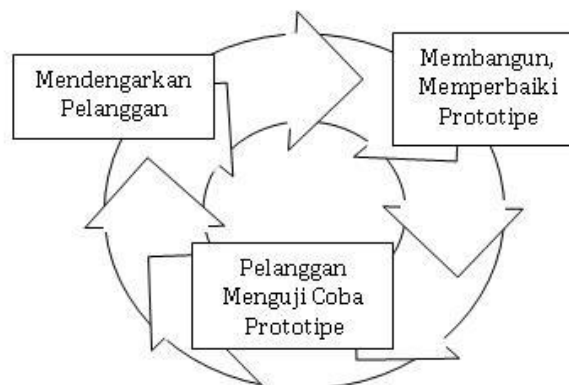 Mendengarkan
Pelanggan
Membangun,
Memperbaiki
Prototipe
Pelanggan
Menguji Coba
Prototipe